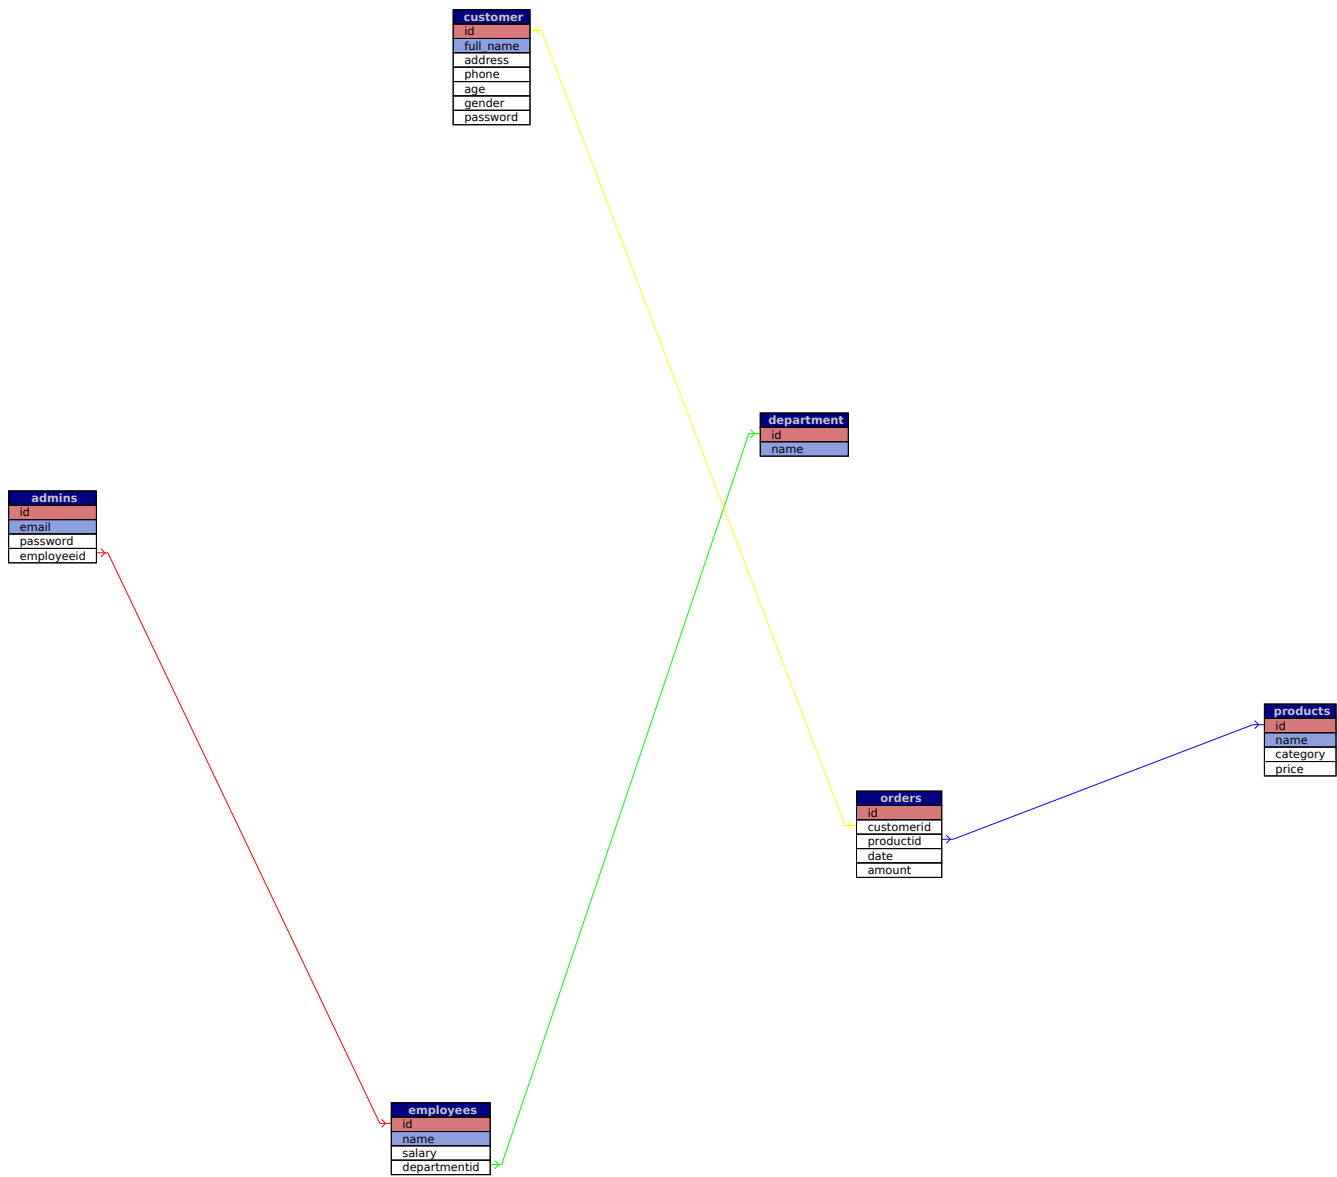 customer
id
full_name
address
phone
age
gender
password
department
id
name
admins
id
email
password
employeeid
products
id
name
category
price
orders
id
customerid
productid
date
amount
employees
id
name
salary
departmentid